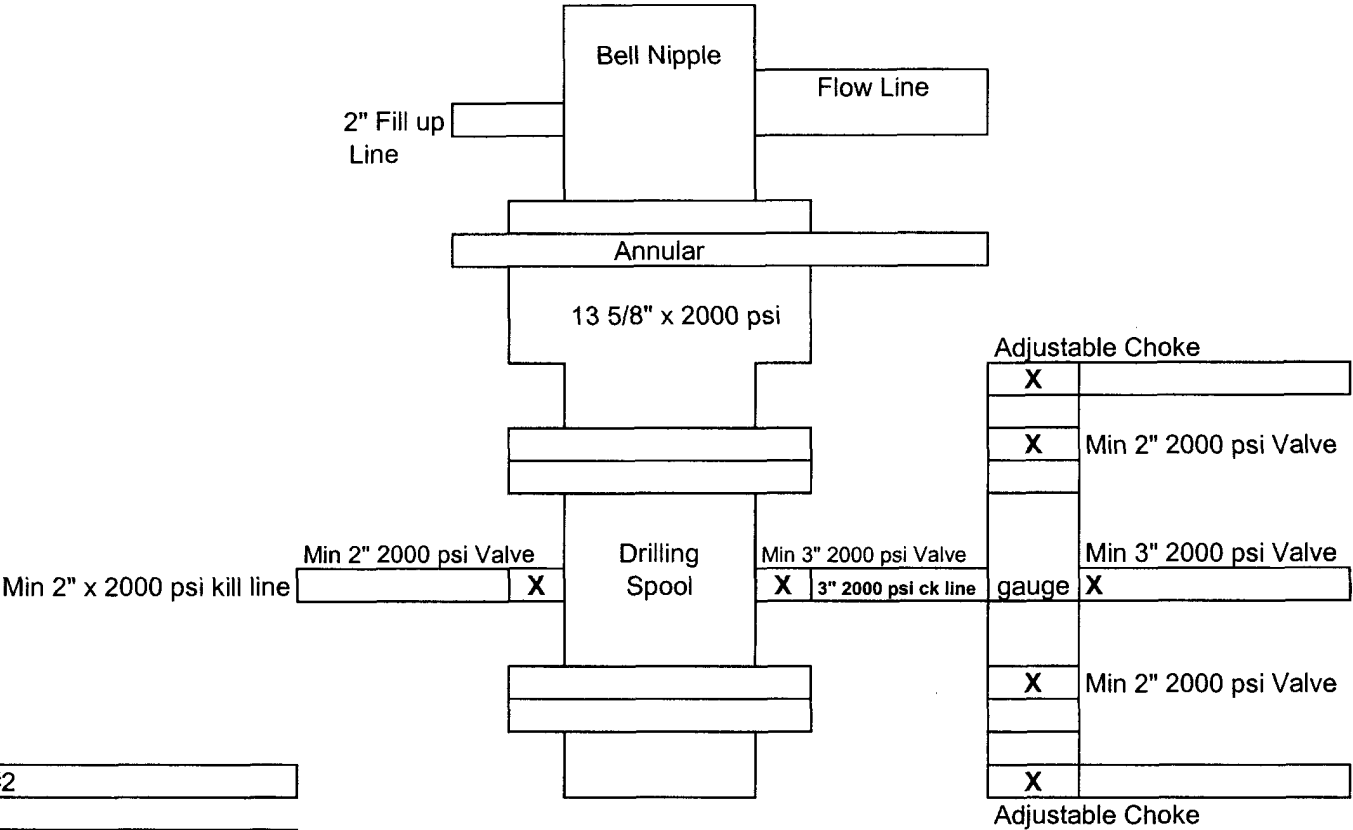 Bell Nipple
Flow Line
2" Fill up
Line
Annular
13 5/8" x 2000 psi
Adjustable Choke
X
X Min 2" 2000 psi Valve
Min 2" 2000 psi Valve
Drilling
Spool
Min 3" 2000 psi Valve
Min 3" 2000 psi Valve
Min 2" x 2000 psi kill line
X
X
3" 2000 psi ck line
gauge
X
X Min 2" 2000 psi Valve
2
X
Adjustable Choke